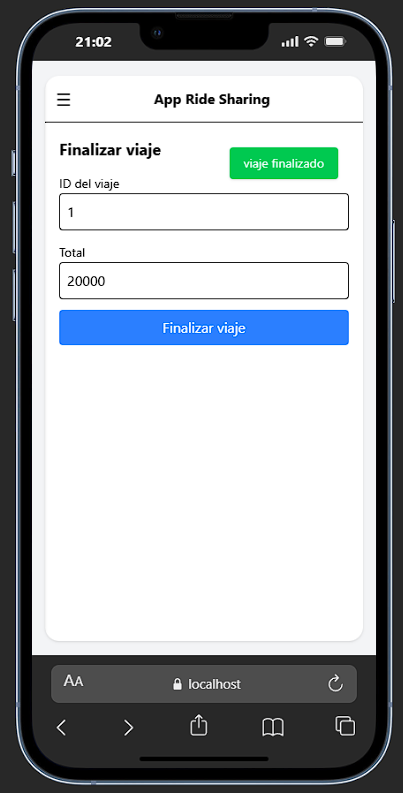 21:02
☰ App Ride Sharing
Finalizar viaje
viaje finalizado
ID del viaje
1
Total
20000
Finalizar viaje
AA localhost